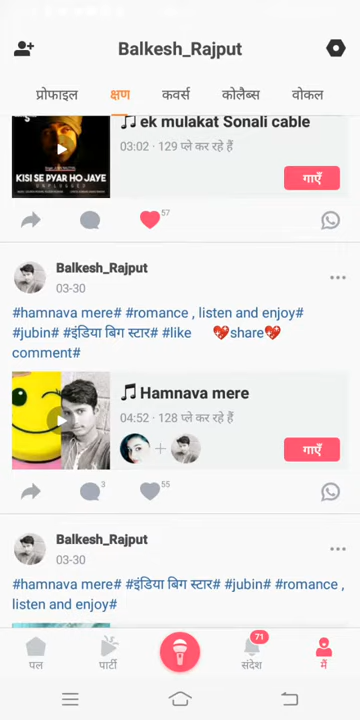 Balkesh_Rajput
प्रोफाइल क्षण कवर्स कोलैब्स वोकल
ek mulakat Sonali cable
03:02 · 129 प्ले कर रहे हैं
गाएँ
KISI SE PYAR HO JAYE
UNPLUGGED
57
Balkesh_Rajput
03-30
#hamnava mere# #romance , listen and enjoy#
#jubin# #इंडिया बिग स्टार# #like 💖share💖
comment#
Hamnava mere
04:52 · 128 प्ले कर रहे हैं
गाएँ
3 55
Balkesh_Rajput
03-30
#hamnava mere# #इंडिया बिग स्टार# #jubin# #romance ,
listen and enjoy#
71
पल पार्टी संदेश में